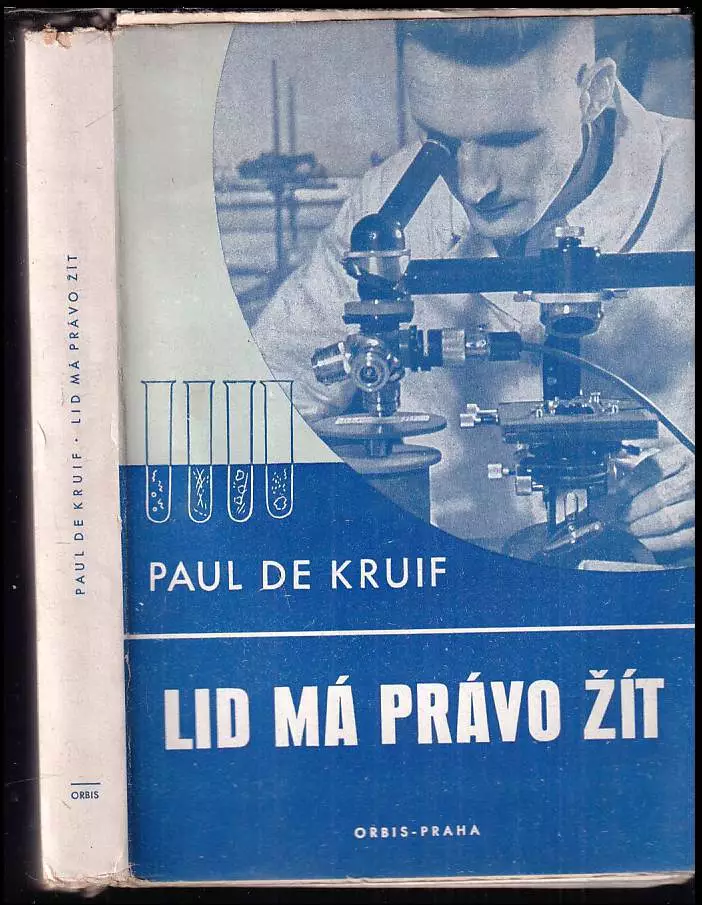 PAUL DE KRUIF · LID MÁ PRÁVO ŽÍT
ORBIS
PAUL DE KRUIF
LID MÁ PRÁVO ŽÍT
ORBIS-PRAHA